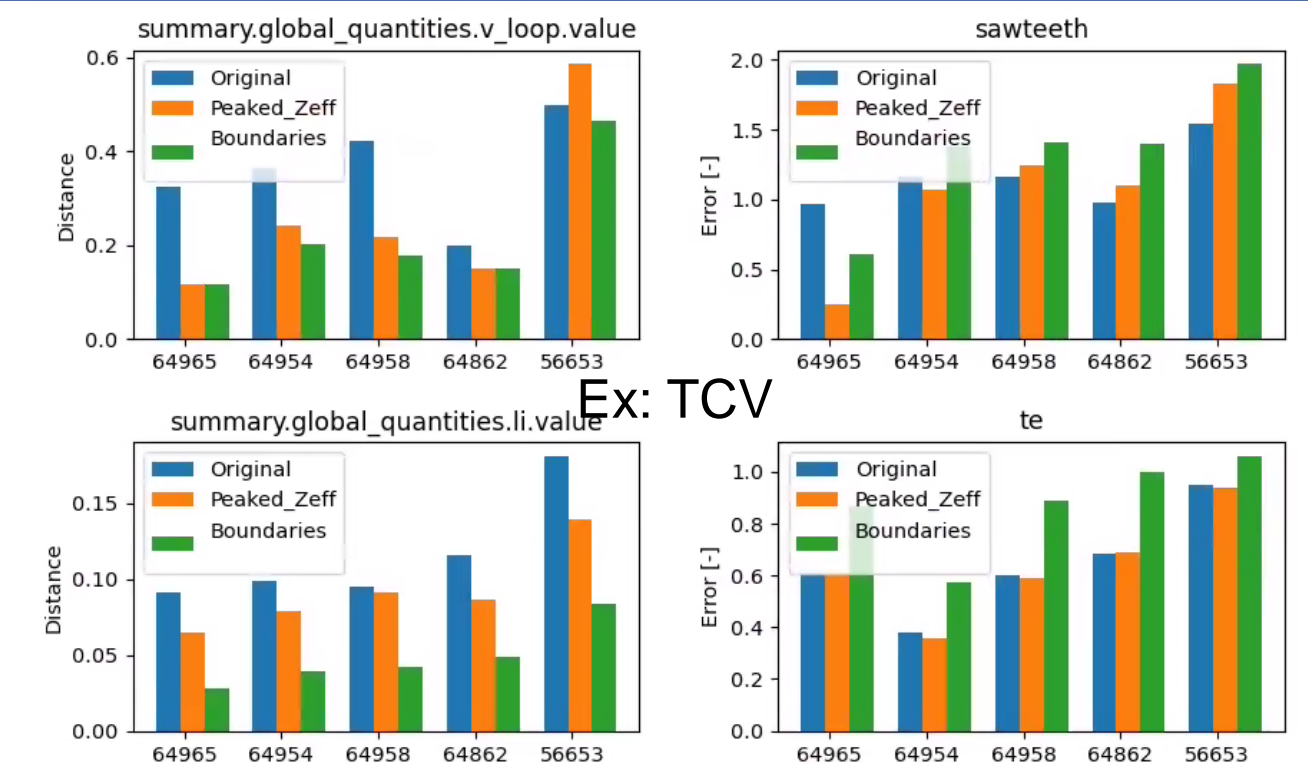 summary.global_quantities.v_loop.value
Distance
0.6
0.4
0.2
0.0
Original
Peaked_Zeff
Boundaries
64965 64954 64958 64862 56653
sawteeth
Error [-]
2.0
1.5
1.0
0.5
0.0
Original
Peaked_Zeff
Boundaries
64965 64954 64958 64862 56653
Ex: TCV
summary.global_quantities.li.value
Distance
0.15
0.10
0.05
0.00
Original
Peaked_Zeff
Boundaries
64965 64954 64958 64862 56653
te
Error [-]
1.0
0.8
0.6
0.4
0.2
0.0
Original
Peaked_Zeff
Boundaries
64965 64954 64958 64862 56653